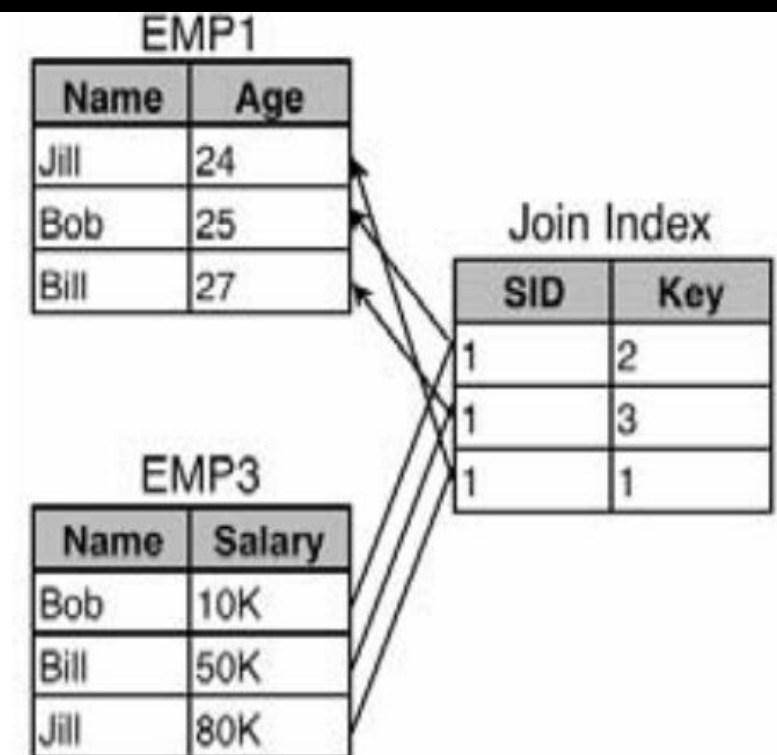 EMP1
Name Age
Jill 24
Bob 25
Bill 27
Join Index
SID Key
1 2
1 3
1 1
EMP3
Name Salary
Bob 10K
Bill 50K
Jill 80K